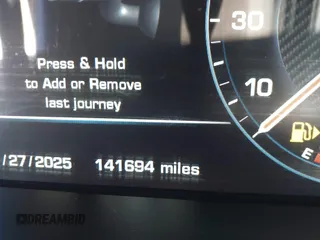 Press & Hold
to Add or Remove
last journey
30
10
E
/27/2025 141694 miles
DREAMBID